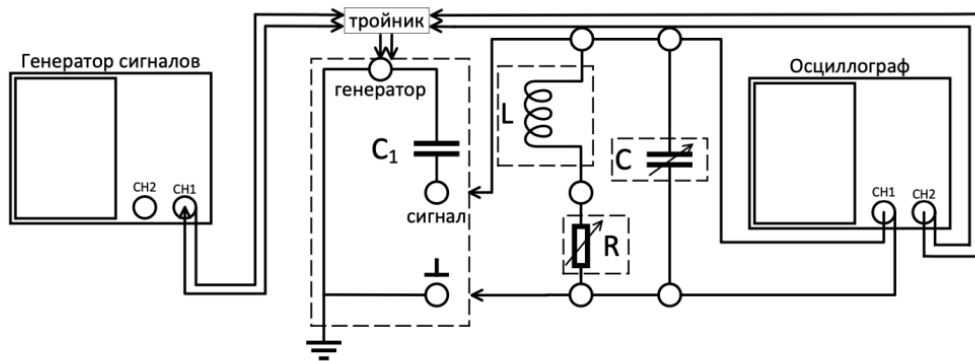 тройник
Генератор сигналов
генератор
Осциллограф
L
C₁
C
CH2
CH1
CH1
CH2
сигнал
R